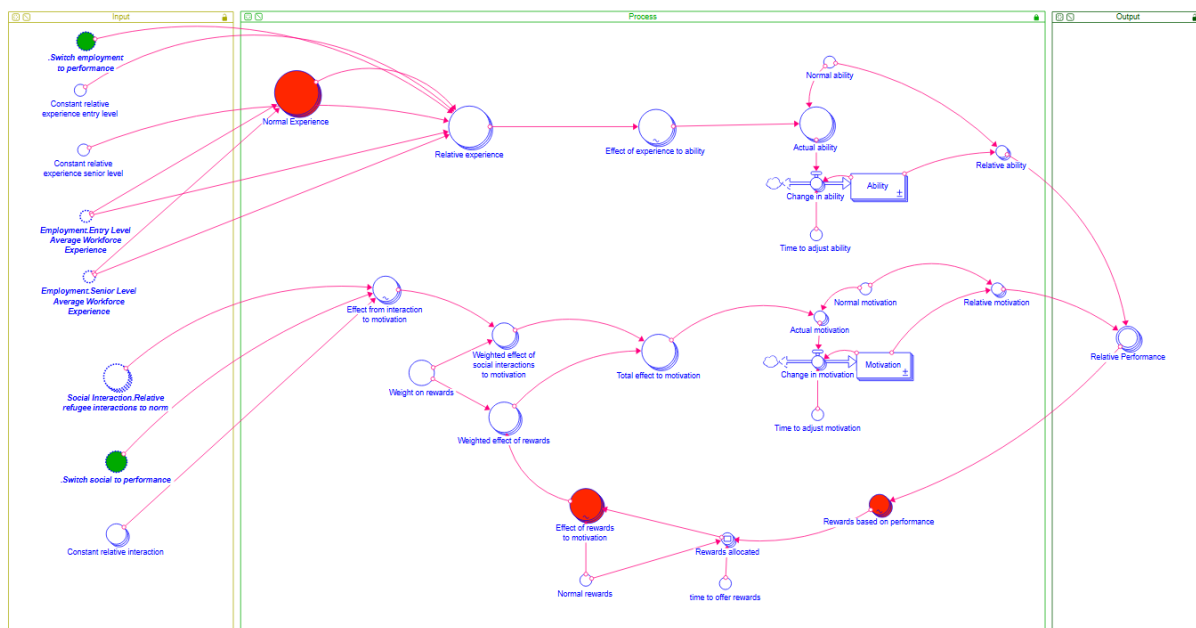 Input
Process
Output
.Switch employment
to performance
Constant relative
experience entry level
Constant relative
experience senior level
Employment.Entry Level
Average Workforce
Experience
Employment.Senior Level
Average Workforce
Experience
Social Interaction.Relative
refugee interactions to norm
.Switch social to performance
Constant relative interaction
Normal Experience
Relative experience
Effect of experience to ability
Normal ability
Actual ability
Relative ability
Ability
Change in ability
Time to adjust ability
Effect from interaction
to motivation
Weighted effect of
social interactions
to motivation
Weight on rewards
Weighted effect of rewards
Total effect to motivation
Normal motivation
Relative motivation
Actual motivation
Motivation
Change in motivation
Time to adjust motivation
Effect of rewards
to motivation
Normal rewards
Rewards allocated
time to offer rewards
Rewards based on performance
Relative Performance